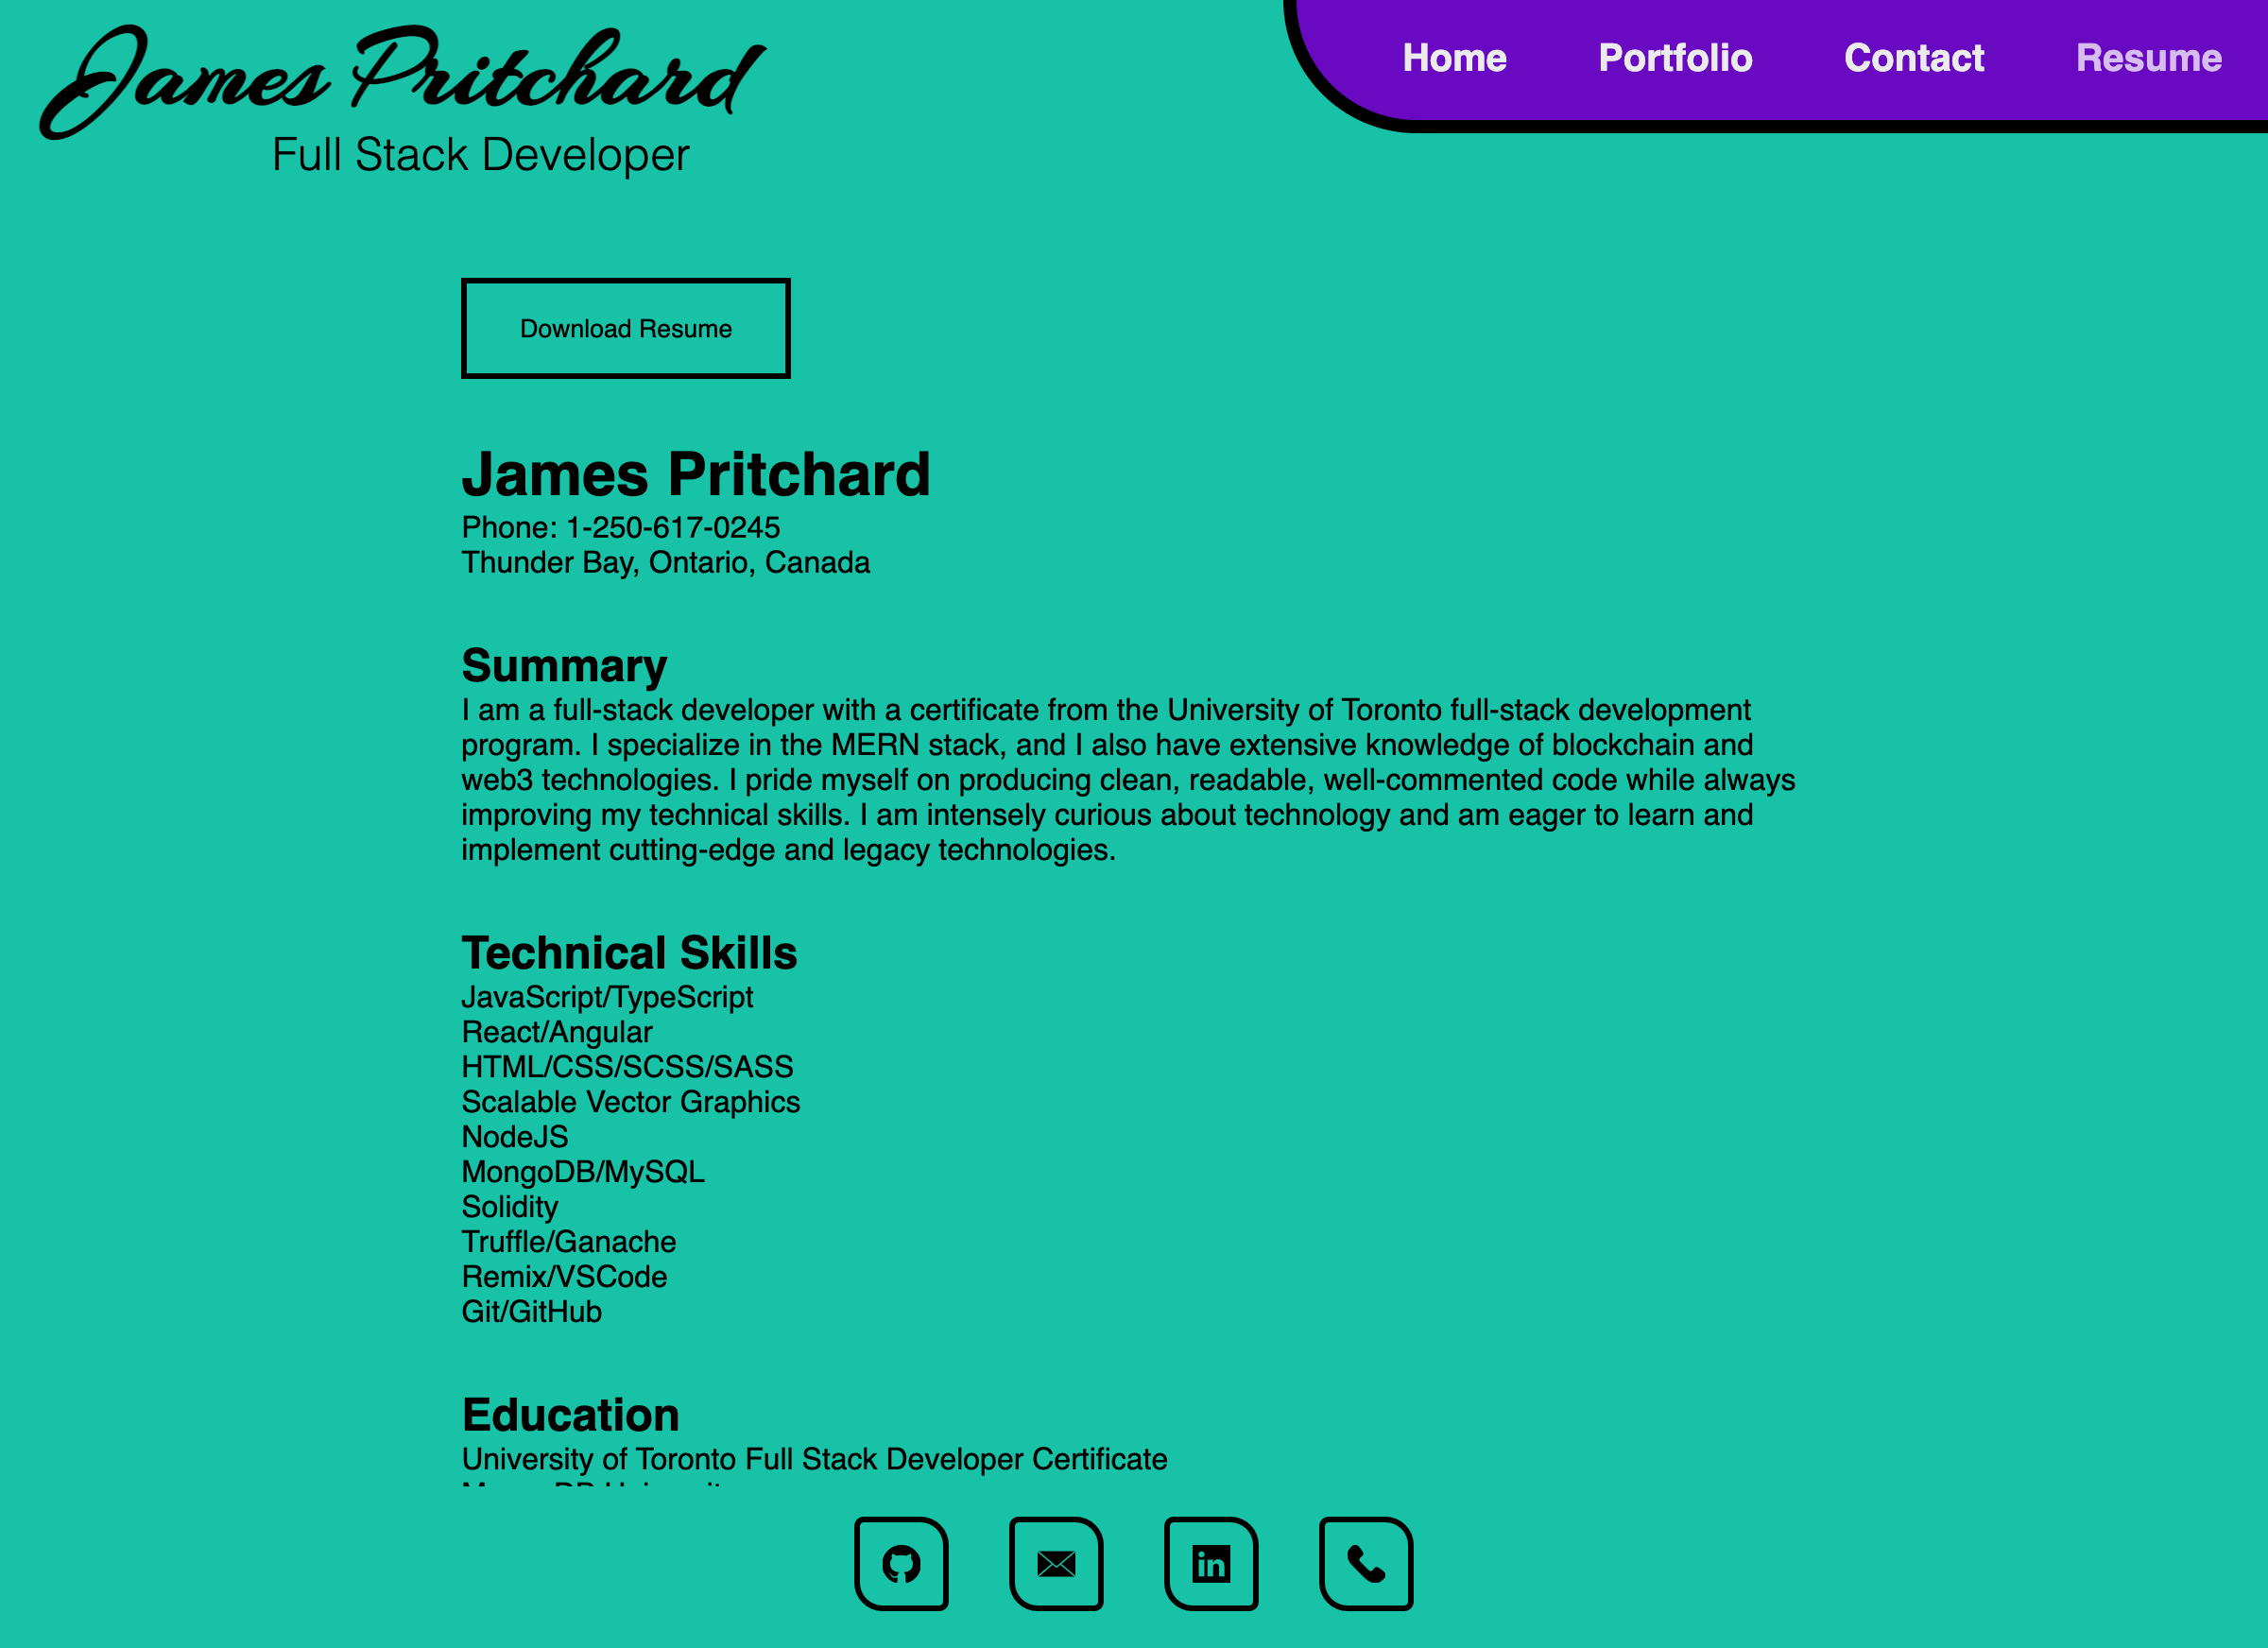 James Pritchard
Full Stack Developer
Home Portfolio Contact Resume
Download Resume
James Pritchard
Phone: 1-250-617-0245
Thunder Bay, Ontario, Canada
Summary
I am a full-stack developer with a certificate from the University of Toronto full-stack development
program. I specialize in the MERN stack, and I also have extensive knowledge of blockchain and
web3 technologies. I pride myself on producing clean, readable, well-commented code while always
improving my technical skills. I am intensely curious about technology and am eager to learn and
implement cutting-edge and legacy technologies.
Technical Skills
JavaScript/TypeScript
React/Angular
HTML/CSS/SCSS/SASS
Scalable Vector Graphics
NodeJS
MongoDB/MySQL
Solidity
Truffle/Ganache
Remix/VSCode
Git/GitHub
Education
University of Toronto Full Stack Developer Certificate
in